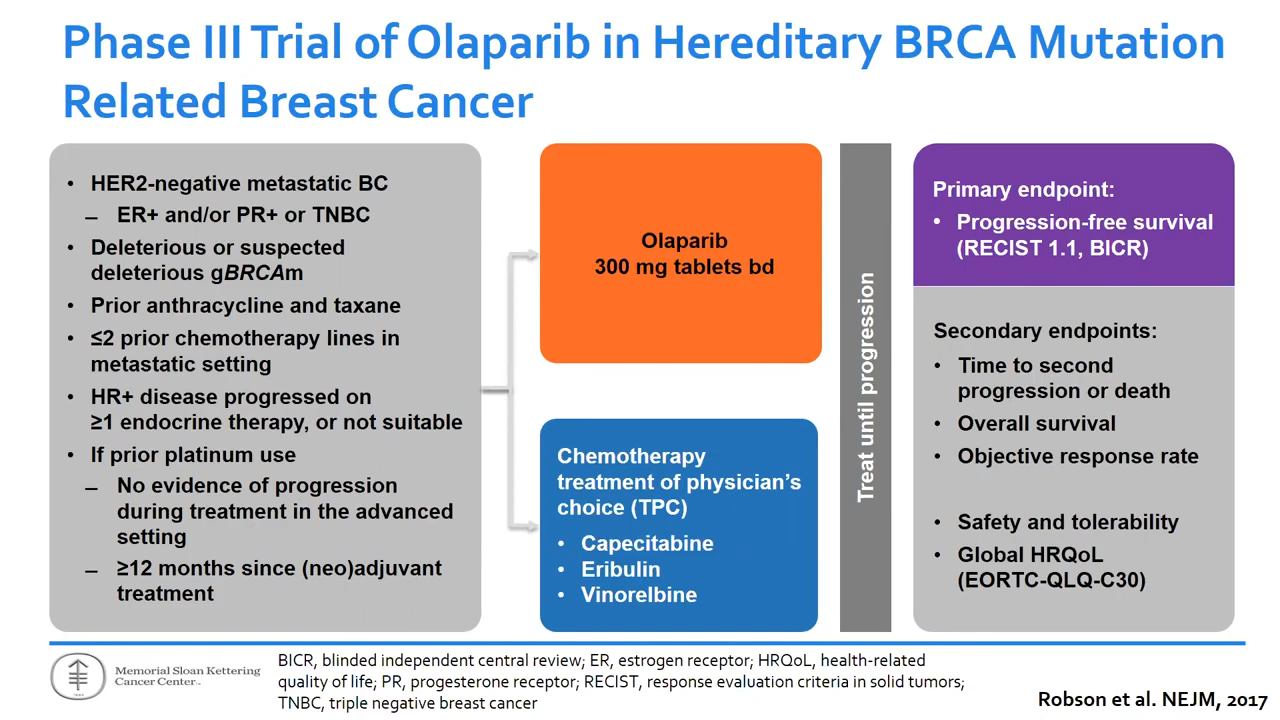 Phase III Trial of Olaparib in Hereditary BRCA Mutation
Related Breast Cancer
• HER2-negative metastatic BC
– ER+ and/or PR+ or TNBC
• Deleterious or suspected
deleterious gBRCAm
• Prior anthracycline and taxane
• ≤2 prior chemotherapy lines in
metastatic setting
• HR+ disease progressed on
≥1 endocrine therapy, or not suitable
• If prior platinum use
– No evidence of progression
during treatment in the advanced
setting
– ≥12 months since (neo)adjuvant
treatment
Olaparib
300 mg tablets bd
Chemotherapy
treatment of physician’s
choice (TPC)
• Capecitabine
• Eribulin
• Vinorelbine
Treat until progression
Primary endpoint:
• Progression-free survival
(RECIST 1.1, BICR)
Secondary endpoints:
• Time to second
progression or death
• Overall survival
• Objective response rate
• Safety and tolerability
• Global HRQoL
(EORTC-QLQ-C30)
Memorial Sloan Kettering
Cancer Center
BICR, blinded independent central review; ER, estrogen receptor; HRQoL, health-related
quality of life; PR, progesterone receptor; RECIST, response evaluation criteria in solid tumors;
TNBC, triple negative breast cancer
Robson et al. NEJM, 2017